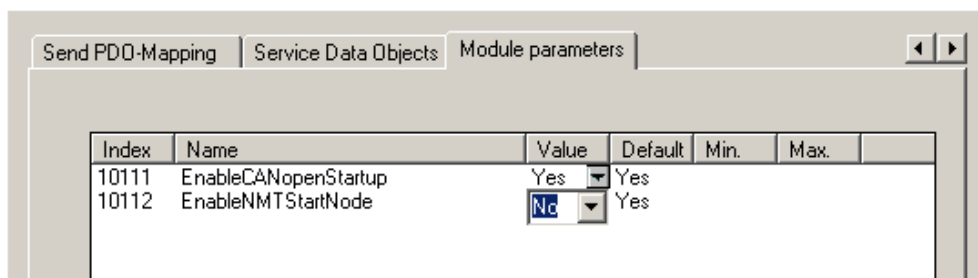 Send PDO-Mapping Service Data Objects Module parameters
Index Name Value Default Min. Max.
10111 EnableCANopenStartup Yes Yes
10112 EnableNMTStartNode No Yes